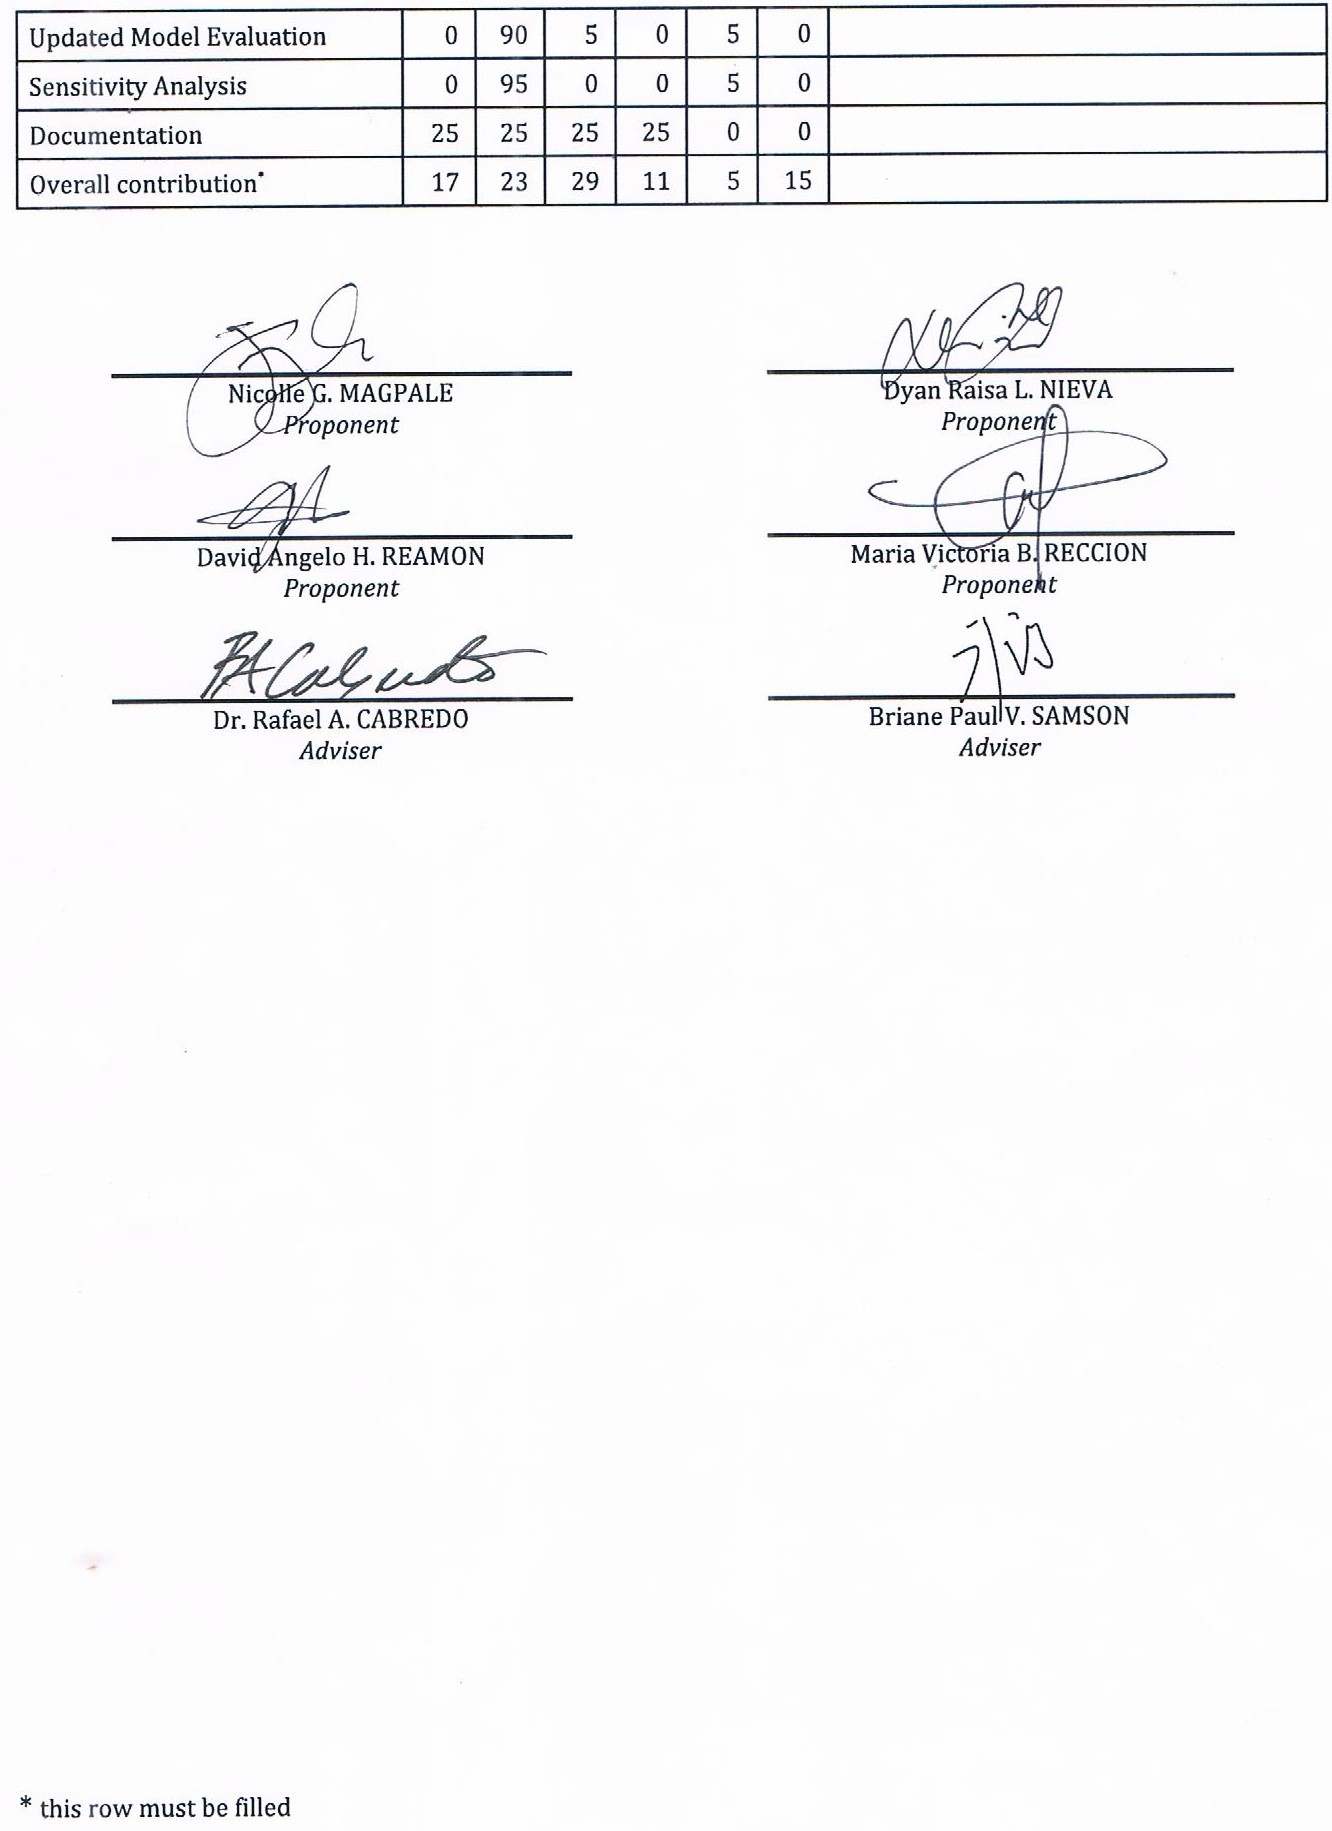 Updated Model Evaluation 0 90 5 0 5 0
Sensitivity Analysis 0 95 0 0 5 0
Documentation 25 25 25 25 0 0
Overall contribution* 17 23 29 11 5 15
Nicolle G. MAGPALE Dyan Raisa L. NIEVA
Proponent Proponent
David Angelo H. REAMON Maria Victoria B. RECCION
Proponent Proponent
Dr. Rafael A. CABREDO Briane Paul V. SAMSON
Adviser Adviser
* this row must be filled